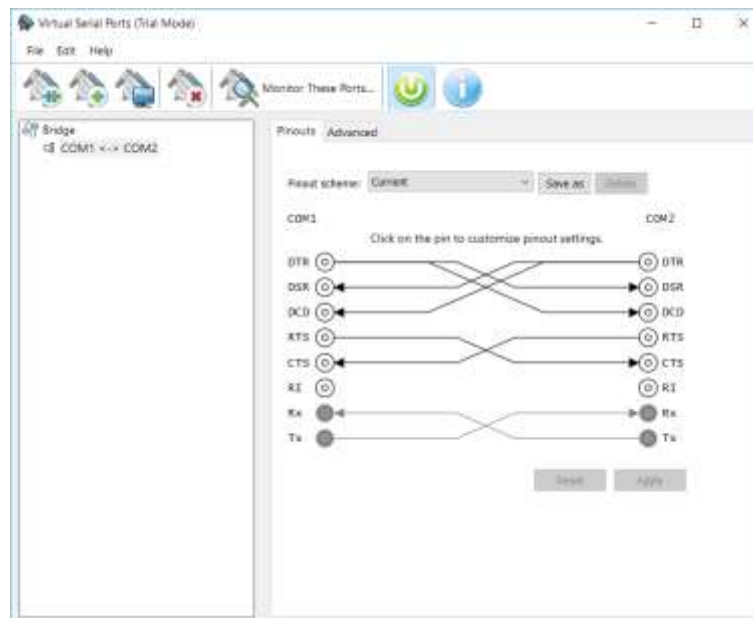 Virtual Serial Ports (Trial Mode)
File Edit Help
Monitor These Ports...
Bridge
COM1 <-> COM2
Pinouts Advanced
Pinout scheme: Current Save as Delete
COM1 COM2
Click on the pin to customize pinout settings.
DTR DTR
DSR DSR
DCD DCD
RTS RTS
CTS CTS
RI RI
Rx Rx
Tx Tx
Reset Apply